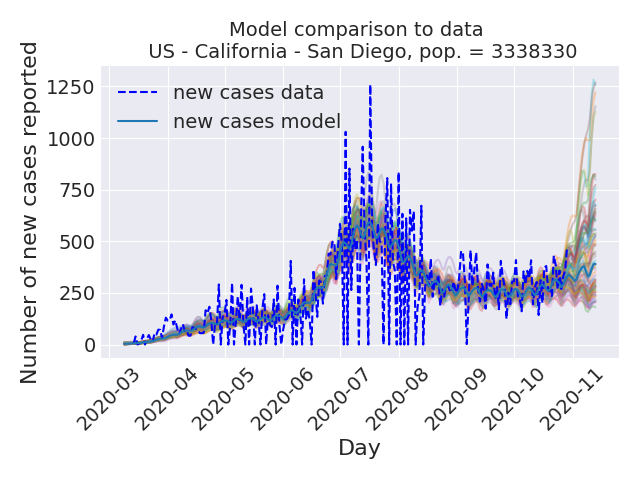 Model comparison to data
US - California - San Diego, pop. = 3338330
Number of new cases reported
1250
1000
750
500
250
0
new cases data
new cases model
2020-03
2020-04
2020-05
2020-06
2020-07
2020-08
2020-09
2020-10
2020-11
Day